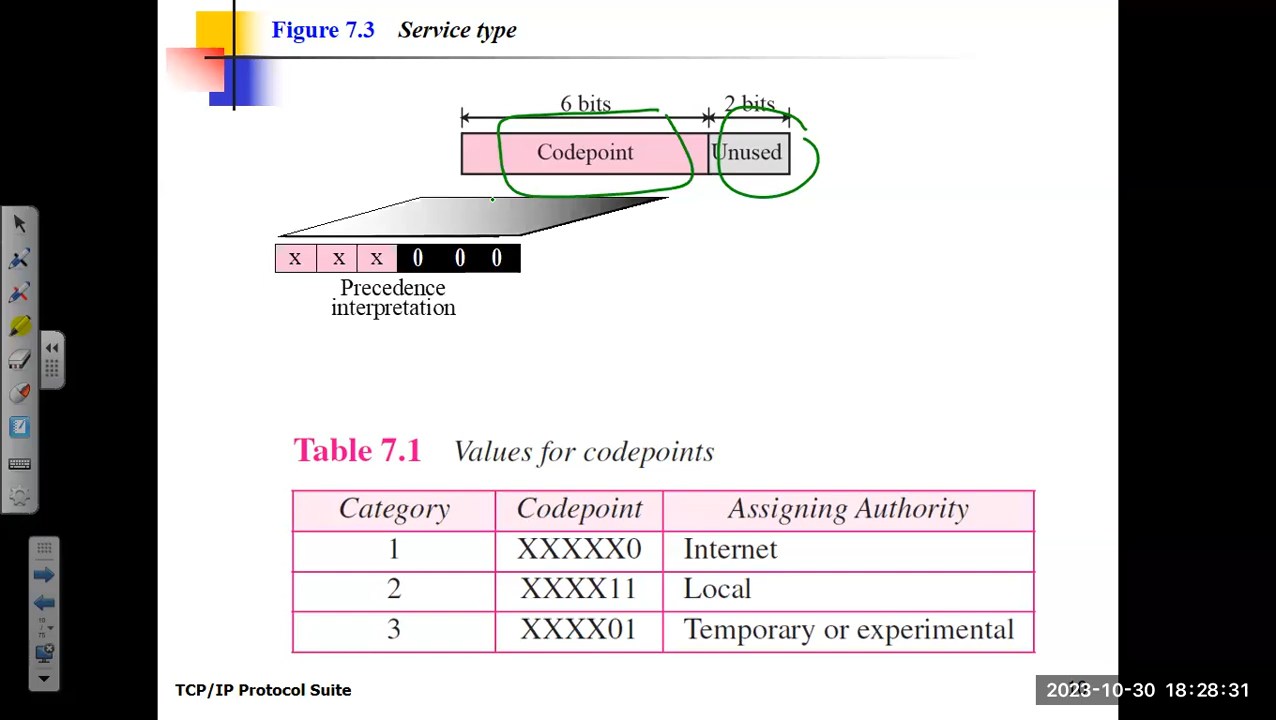 Figure 7.3 Service type
6 bits 2 bits
Codepoint Unused
x x x 0 0 0
Precedence
interpretation
Table 7.1 Values for codepoints
Category Codepoint Assigning Authority
1 XXXXX0 Internet
2 XXXX11 Local
3 XXXX01 Temporary or experimental
TCP/IP Protocol Suite
2023-10-30 18:28:31